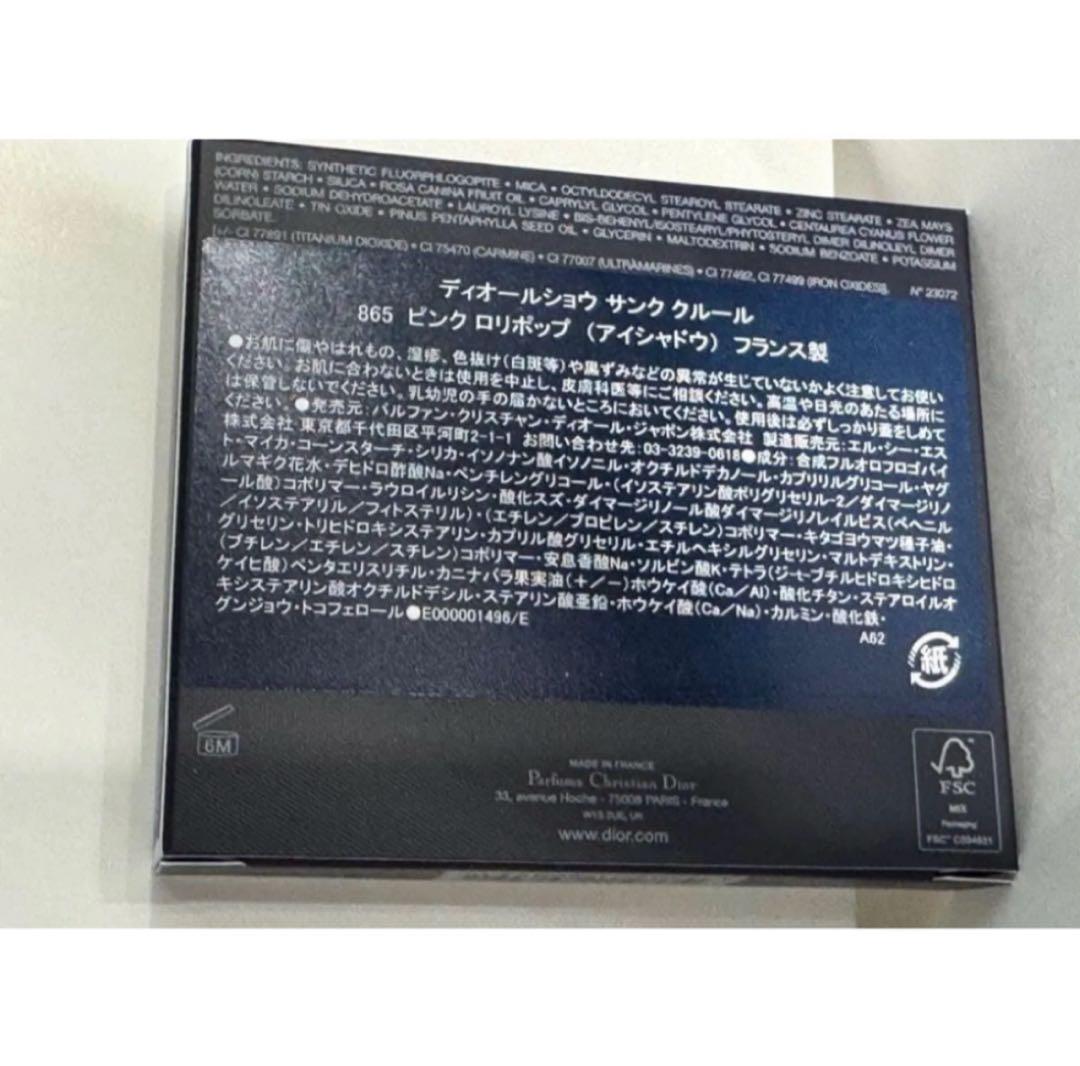 INGREDIENTS: SYNTHETIC FLUORPHLOGOPITE • MICA • OCTYLDODECYL STEAROYL STEARATE • ZINC STEARATE • ZEA MAYS
(CORN) STARCH • SILICA • ROSA CANINA FRUIT OIL • CAPRYLYL GLYCOL • PENTYLENE GLYCOL • CENTAUREA CYANUS FLOWER
WATER • SODIUM DEHYDROACETATE • LAUROYL LYSINE • BIS-BEHENYL/ISOSTEARYL/PHYTOSTERYL DIMER DILINOLEYL DIMER
DILINOLEATE • TIN OXIDE • PINUS PENTAPHYLLA SEED OIL • GLYCERIN • MALTODEXTRIN • SODIUM BENZOATE • POTASSIUM
SORBATE.
[+/- CI 77891 (TITANIUM DIOXIDE) • CI 75470 (CARMINE) • CI 77007 (ULTRAMARINES) • CI 77492, CI 77499 (IRON OXIDES)]. N° 23072
ディオールショウ サンク クルール
865 ピンク ロリポップ (アイシャドウ) フランス製
●お肌に傷やはれもの、湿疹、色抜け(白斑等)や黒ずみなどの異常が生じていないかよく注意してお使い
ください。お肌に合わないときは使用を中止し、皮膚科医等にご相談ください。高温や日光のあたる場所に
は保管しないでください。乳幼児の手の届かないところにおいてください。使用後は必ずしっかり蓋をしめて
ください。●発売元:パルファン・クリスチャン・ディオール・ジャポン株式会社 製造販売元:エル・シー・エス
株式会社 東京都千代田区平河町2-1-1 お問い合わせ先:03-3239-0618●成分:合成フルオロフロゴパイ
ト・マイカ・コーンスターチ・シリカ・イソノナン酸イソノニル・オクチルドデカノール・カプリリルグリコール・ヤグ
ルマギク花水・デヒドロ酢酸Na・ペンチレングリコール・(イソステアリン酸ポリグリセリル-2/ダイマージリノ
ール酸)コポリマー・ラウロイルリシン・酸化スズ・ダイマージリノール酸ダイマージリノレイルビス(ベヘニル
/イソステアリル/フィトステリル)・(エチレン/プロピレン/スチレン)コポリマー・キタゴヨウマツ種子油・
グリセリン・トリヒドロキシステアリン・カプリル酸グリセリル・エチルヘキシルグリセリン・マルトデキストリン・
(ブチレン/エチレン/スチレン)コポリマー・安息香酸Na・ソルビン酸K・テトラ(ジ-t-ブチルヒドロキシヒドロ
ケイヒ酸)ペンタエリスリチル・カニナバラ果実油(+/-)ホウケイ酸(Ca/Al)・酸化チタン・ステアロイルオ
キシステアリン酸オクチルドデシル・ステアリン酸亜鉛・ホウケイ酸(Ca/Na)・カルミン・酸化鉄・
グンジョウ・トコフェロール●E000001496/E
A62
紙
6M
MADE IN FRANCE
Parfums Christian Dior
33, avenue Hoche - 75008 PARIS - France
W1S 2UE, UK
www.dior.com
FSC
MIX
Packaging